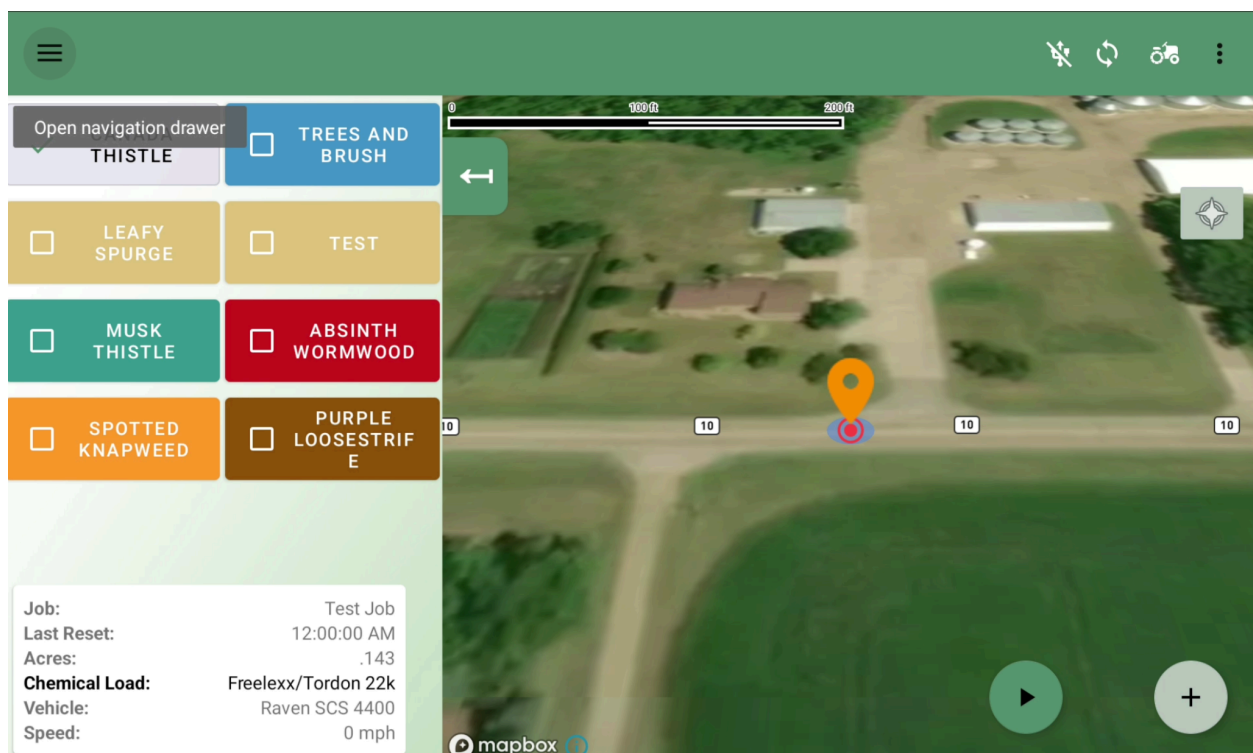 Open navigation drawer
THISTLE
TREES AND
BRUSH
LEAFY
SPURGE
TEST
MUSK
THISTLE
ABSINTH
WORMWOOD
SPOTTED
KNAPWEED
PURPLE
LOOSESTRIF
E
Job: Test Job
Last Reset: 12:00:00 AM
Acres: .143
Chemical Load: Freelexx/Tordon 22k
Vehicle: Raven SCS 4400
Speed: 0 mph
0 100 ft 200 ft
10 10 10 10
mapbox